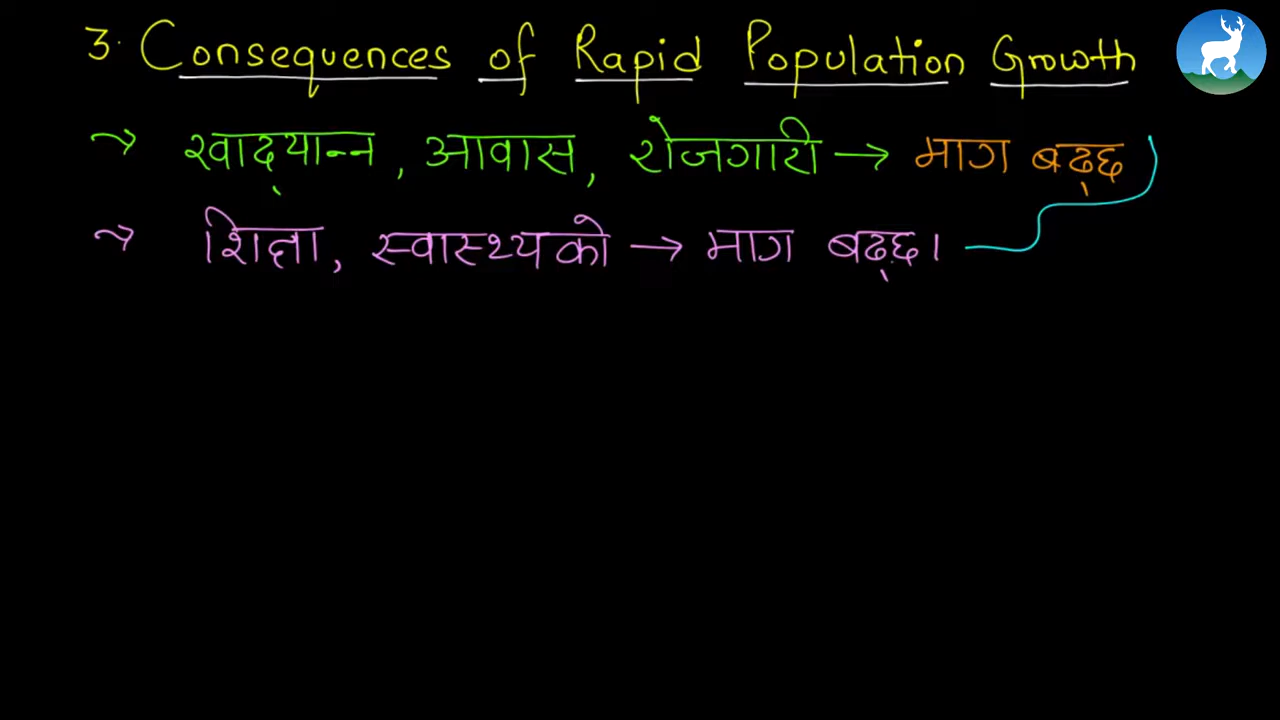 3. Consequences of Rapid Population Growth
→ खाद्यान्न, आवास, रोजगारी → माग बढ्छ
→ शिक्षा, स्वास्थ्यको → माग बढ्छ।